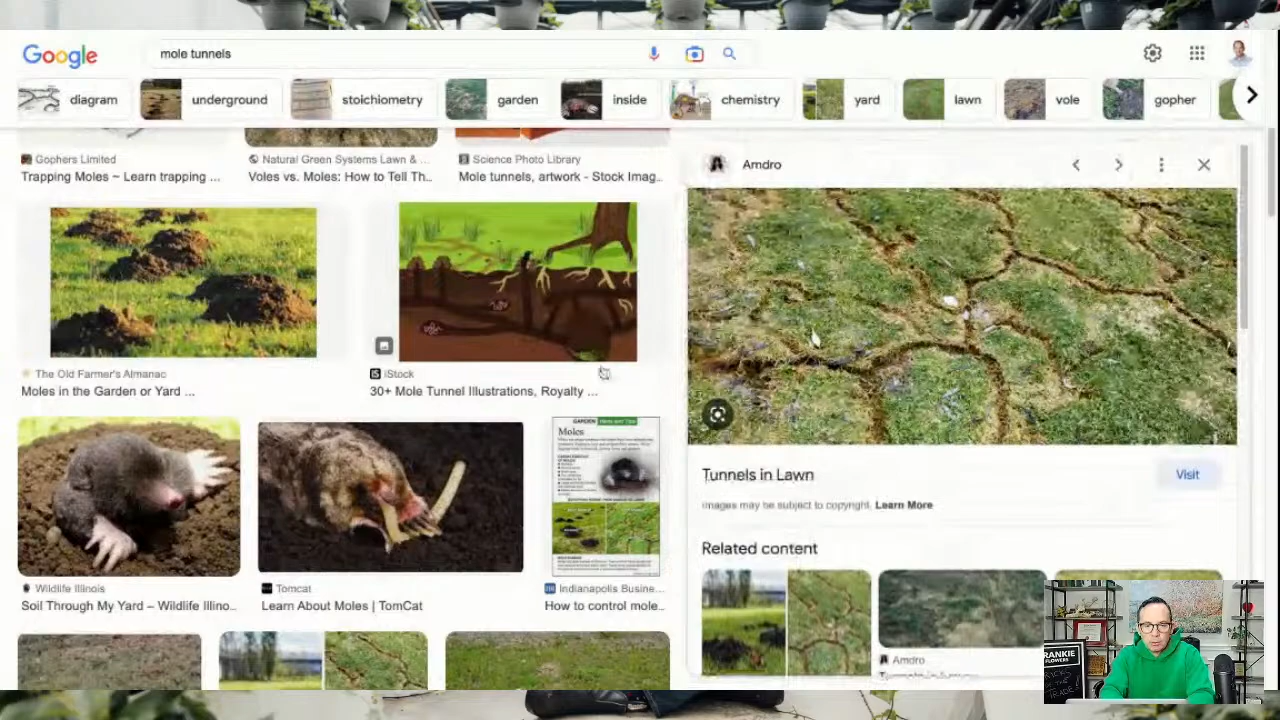 Google
mole tunnels
diagram
underground
stoichiometry
garden
inside
chemistry
yard
lawn
vole
gopher
Gophers Limited
Trapping Moles ~ Learn trapping ...
Natural Green Systems Lawn & ...
Voles vs. Moles: How to Tell Th...
Science Photo Library
Mole tunnels, artwork - Stock Imag...
Amdro
The Old Farmer's Almanac
Moles in the Garden or Yard ...
iStock
30+ Mole Tunnel Illustrations, Royalty ...
Tunnels in Lawn
Visit
Images may be subject to copyright. Learn More
Related content
GARDEN
Moles
Wildlife Illinois
Soil Through My Yard – Wildlife Illino...
Tomcat
Learn About Moles | TomCat
Indianapolis Busine...
How to control mole...
Amdro
FRANKIE
FLOWERS